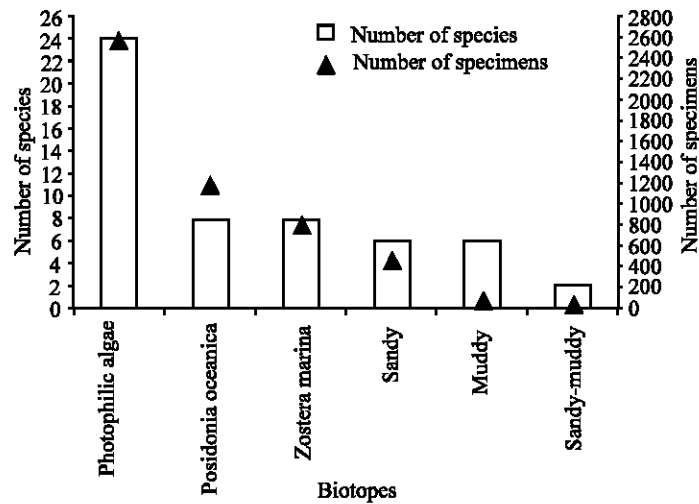 Number of species
26
24
22
20
18
16
14
12
10
8
6
4
2
0
Number of species
Number of specimens
2800
2600
2400
2200
2000
1800
1600
1400
1200
1000
800
600
400
200
0
Number of specimens
Photophilic algae
Posidonia oceanica
Zostera marina
Sandy
Muddy
Sandy-muddy
Biotopes